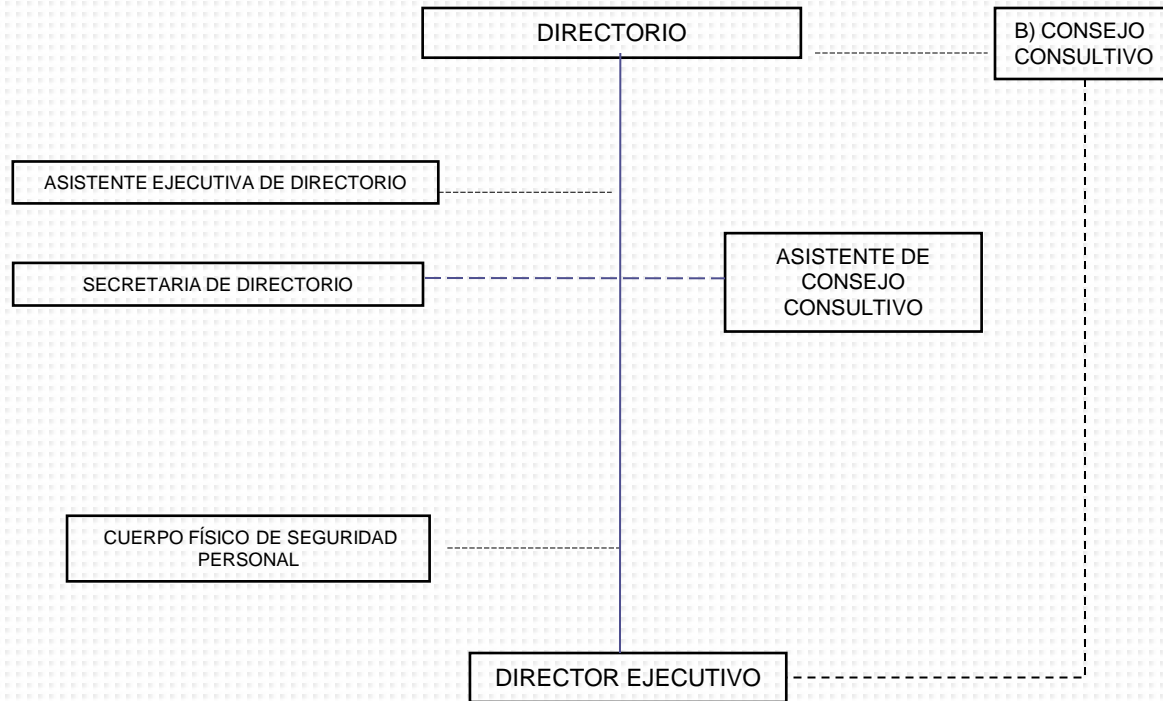 DIRECTORIO
B) CONSEJO
CONSULTIVO
ASISTENTE EJECUTIVA DE DIRECTORIO
SECRETARIA DE DIRECTORIO
ASISTENTE DE
CONSEJO
CONSULTIVO
CUERPO FÍSICO DE SEGURIDAD
PERSONAL
DIRECTOR EJECUTIVO